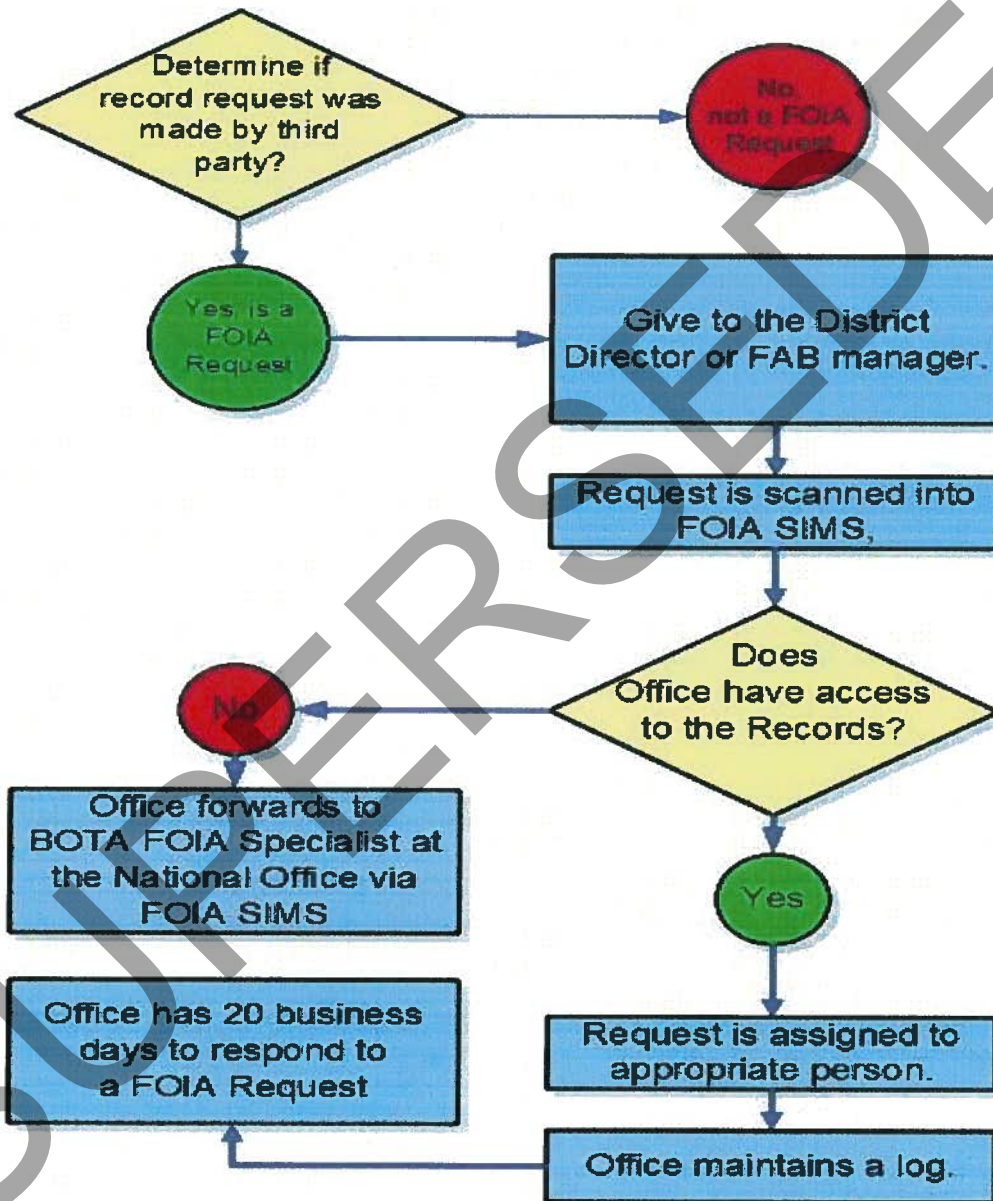 Determine if
record request was
made by third
party?
No,
not a FOIA
Request
Yes, is a
FOIA
Request
Give to the District
Director or FAB manager.
Request is scanned into
FOIA SIMS,
Does
Office have access
to the Records?
No
Office forwards to
BOTA FOIA Specialist at
the National Office via
FOIA SIMS
Yes
Office has 20 business
days to respond to
a FOIA Request
Request is assigned to
appropriate person.
Office maintains a log.
SUPERSEDE